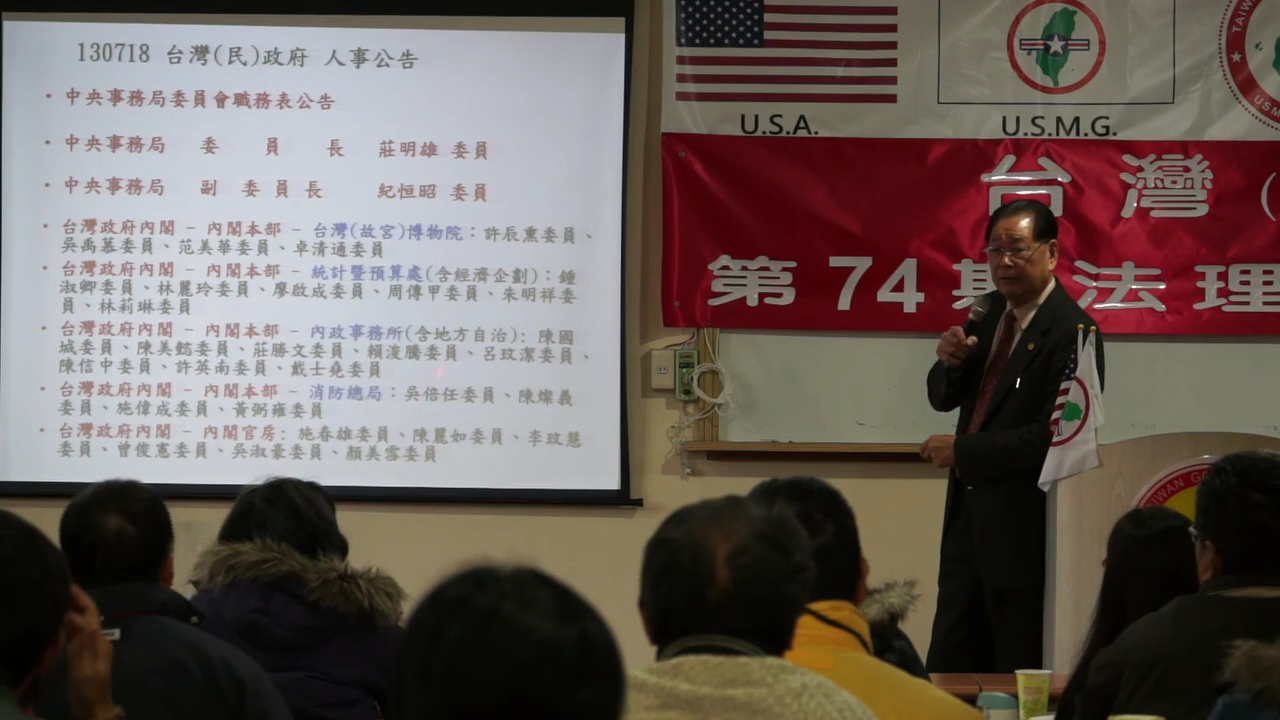 130718 台灣(民)政府 人事公告
• 中央事務局委員會職務表公告
• 中央事務局 委 員 長 莊明雄 委員
• 中央事務局 副 委 員 長 紀恒昭 委員
• 台灣政府內閣 – 內閣本部 – 台灣(故宮)博物院：許辰熏委員、
吳禹慕委員、范美華委員、卓清通委員
• 台灣政府內閣 – 內閣本部 – 統計暨預算處(含經濟企劃)：鍾
淑卿委員、林麗玲委員、廖啟成委員、周傳甲委員、朱明祥委
員、林莉琳委員
• 台灣政府內閣 – 內閣本部 – 內政事務所(含地方自治)：陳國
城委員、陳美懿委員、莊勝文委員、賴浚騰委員、呂玟潔委員、
陳信中委員、許英南委員、戴士堯委員
• 台灣政府內閣 – 內閣本部 – 消防總局：吳倍任委員、陳燦義
委員、施偉成委員、黃弼雍委員
• 台灣政府內閣 – 內閣官房：施春雄委員、陳麗如委員、李玟慧
委員、曾俊憲委員、吳淑豪委員、顏美雪委員
U.S.A.
U.S.M.G.
TAIWAN
USM
台灣（
第74期法理
TAIWAN G